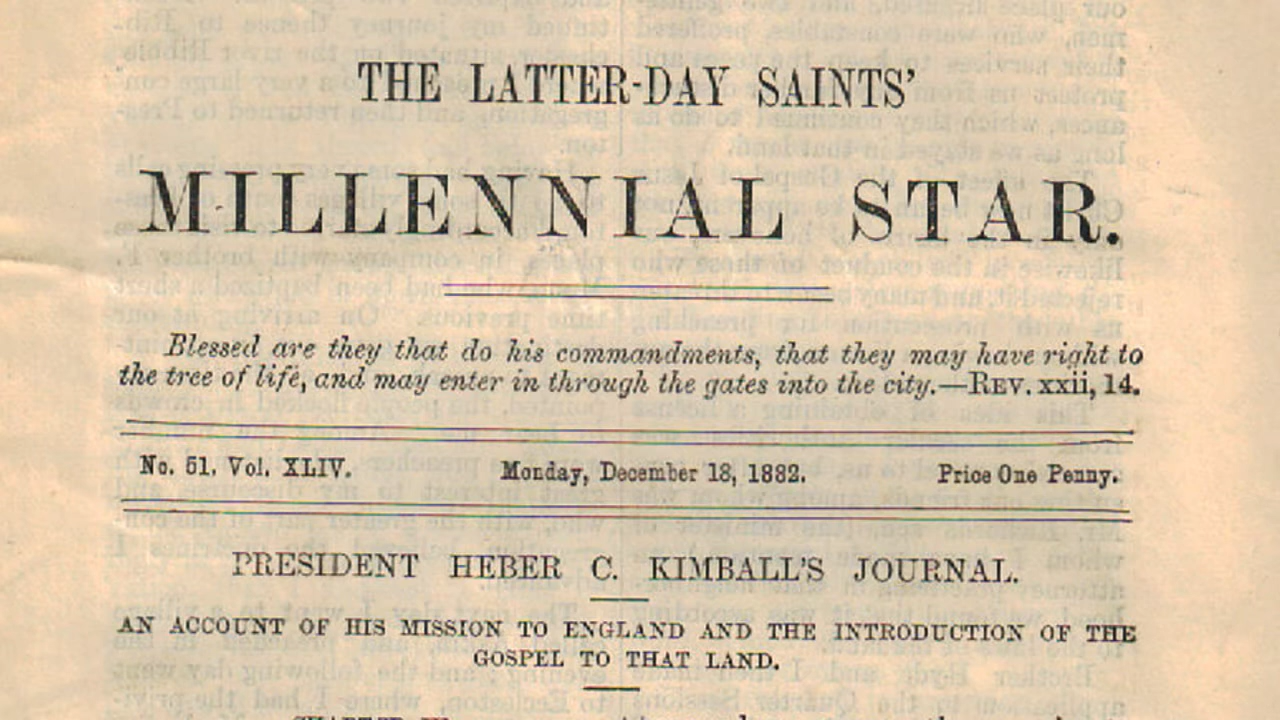 THE LATTER-DAY SAINTS’
MILLENNIAL STAR.
Blessed are they that do his commandments, that they may have right to
the tree of life, and may enter in through the gates into the city.—REV. xxii, 14.
No. 51, Vol. XLIV. Monday, December 18, 1882. Price One Penny.
PRESIDENT HEBER C. KIMBALL’S JOURNAL.
AN ACCOUNT OF HIS MISSION TO ENGLAND AND THE INTRODUCTION OF THE
GOSPEL TO THAT LAND.